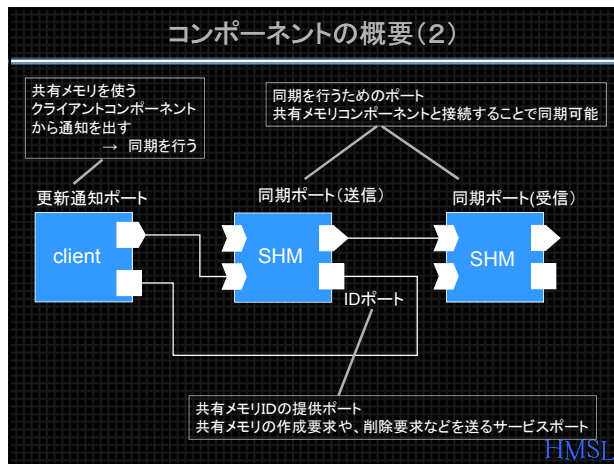 コンポーネントの概要(2)
共有メモリを使う
クライアントコンポーネント
から通知を出す
→ 同期を行う
同期を行うためのポート
共有メモリコンポーネントと接続することで同期可能
更新通知ポート
同期ポート(送信)
同期ポート(受信)
client
SHM
SHM
IDポート
共有メモリIDの提供ポート
共有メモリの作成要求や、削除要求などを送るサービスポート
HMSL